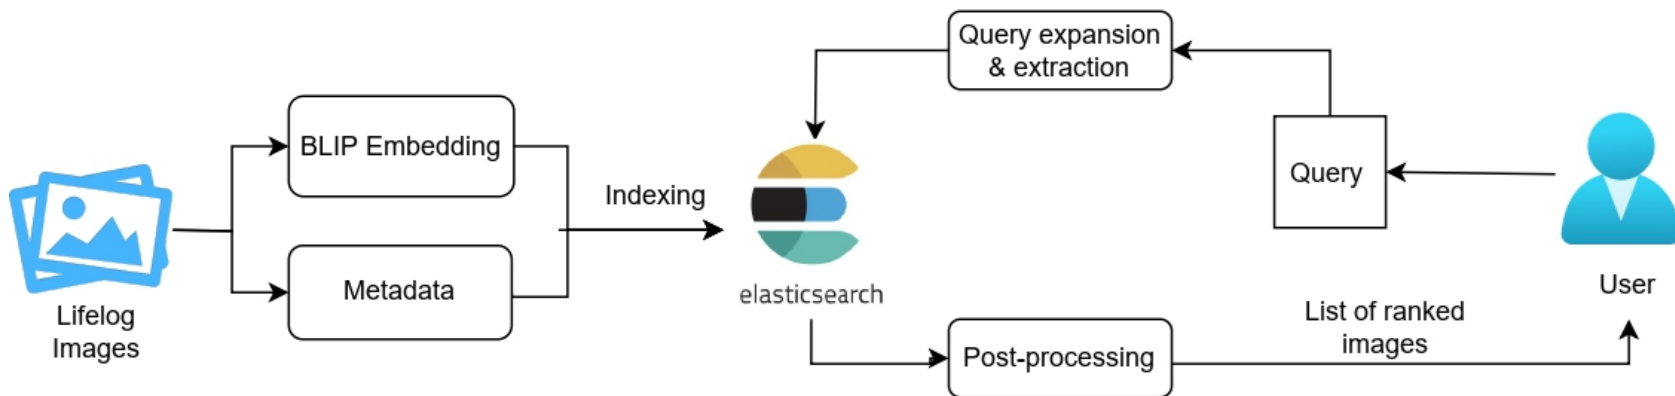 Query expansion
& extraction
BLIP Embedding
Indexing
Query
Metadata
elasticsearch
User
Lifelog
Images
List of ranked
images
Post-processing